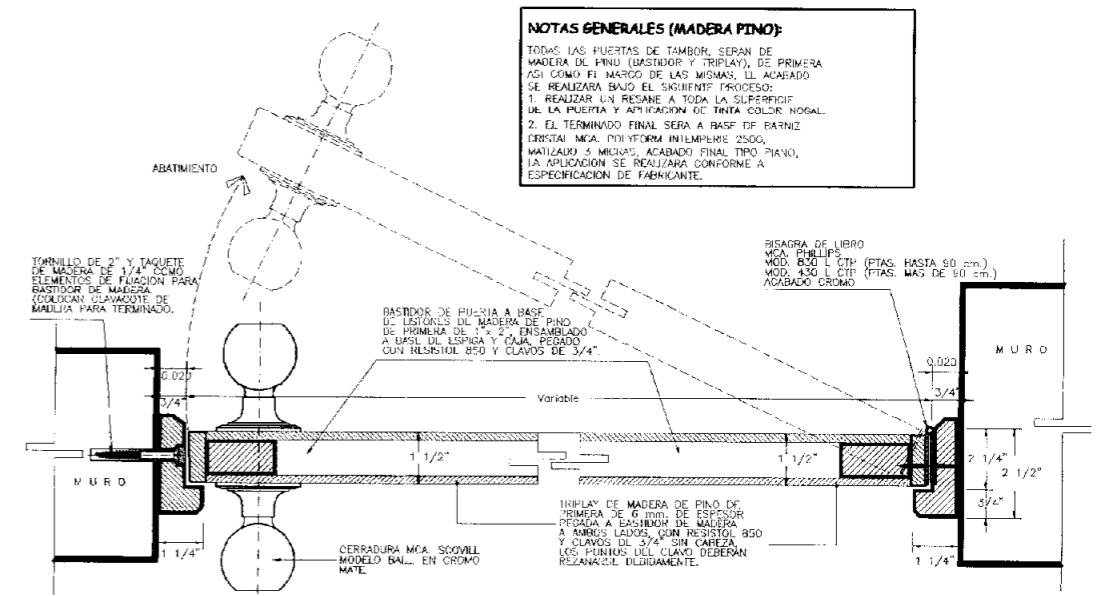 NOTAS GENERALES (MADERA PINO):
TODAS LAS PUERTAS DE TAMBOR, SERAN DE
MADERA DE PINO (BASTIDOR Y TRIPLAY), DE PRIMERA
ASI COMO EL MARCO DE LAS MISMAS, EL ACABADO
SE REALIZARA BAJO EL SIGUIENTE PROCESO:
1. REALIZAR UN RESANE A TODA LA SUPERFICIE
DE LA PUERTA Y APLICACION DE TINTA COLOR NOGAL.
2. EL TERMINADO FINAL SERA A BASE DE BARNIZ
CRISTAL MCA. POLYFORM INTEMPERIE 2500,
MATIZADO 3 MICRAS, ACABADO FINAL TIPO PIANO,
LA APLICACION SE REALIZARA CONFORME A
ESPECIFICACION DE FABRICANTE.
ABATIMIENTO
TORNILLO DE 2" Y TAQUETE
DE MADERA DE 1/4" COMO
ELEMENTOS DE FIJACION PARA
BASTIDOR DE MADERA.
(COLOCAR CLAVACOTE DE
MADERA PARA TERMINADO.
BISAGRA DE LIBRO
MCA. PHILLIPS
MOD. 830 L CTP (PTAS. HASTA 90 cm.)
MOD. 430 L CTP (PTAS. MAS DE 90 cm.)
ACABADO CROMO
BASTIDOR DE PUERTA A BASE
DE LISTONES DE MADERA DE PINO
DE PRIMERA DE 1"x 2", ENSAMBLADO
A BASE DE ESPIGA Y CAJA, PEGADO
CON RESISTOL 850 Y CLAVOS DE 3/4".
MURO
0.020
0.020
3/4"
Variable
3/4"
MURO
1 1/2"
1 1/2"
2 1/4"
2 1/2"
3/4"
1 1/4"
1 1/4"
CERRADURA MCA. SCOVILL
MODELO BALL EN CROMO
MATE.
TRIPLAY DE MADERA DE PINO DE
PRIMERA DE 6 mm. DE ESPESOR
PEGADA A BASTIDOR DE MADERA
A AMBOS LADOS, CON RESISTOL 850
Y CLAVOS DE 3/4" SIN CABEZA,
LOS PUNTOS DEL CLAVO DEBERAN
REZANARSE DEBIDAMENTE.